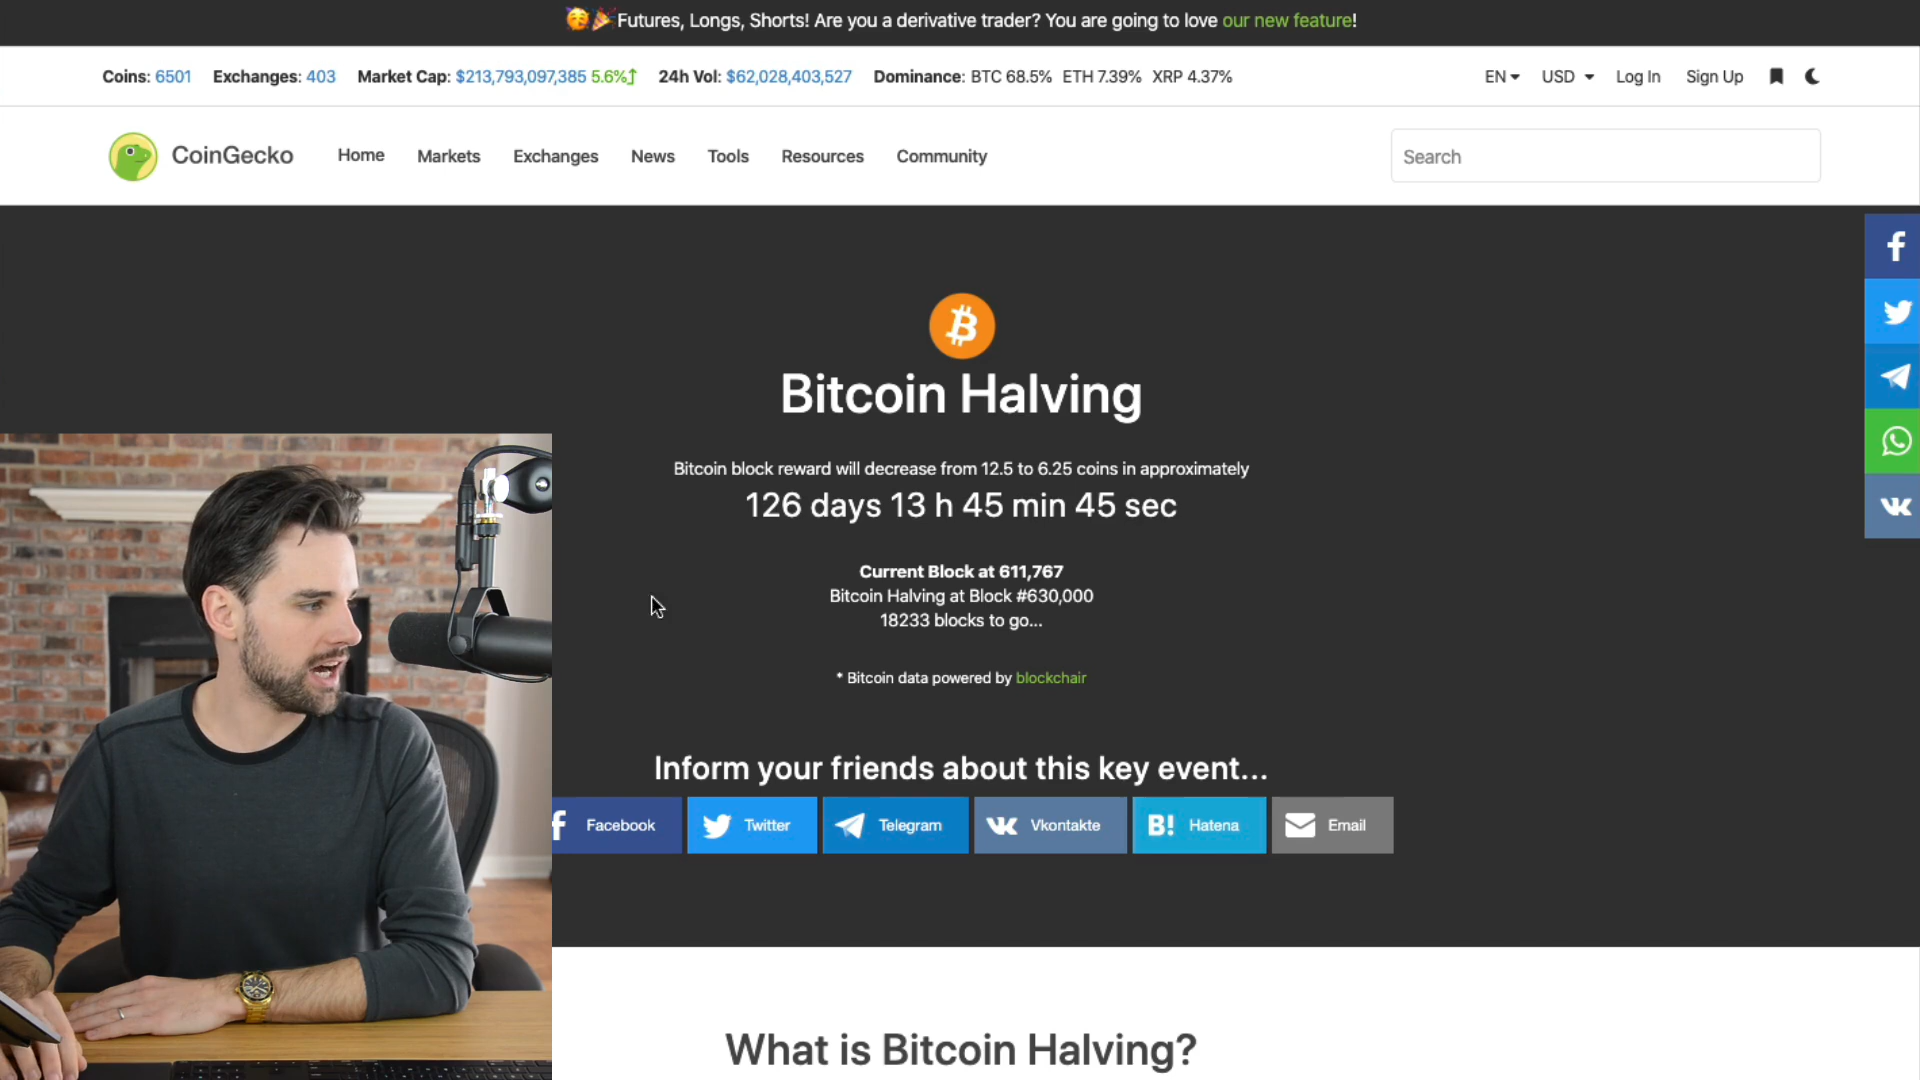 🥳🎉Futures, Longs, Shorts! Are you a derivative trader? You are going to love our new feature!
Coins: 6501 Exchanges: 403 Market Cap: $213,793,097,385 5.6% 24h Vol: $62,028,403,527 Dominance: BTC 68.5% ETH 7.39% XRP 4.37% EN USD Log In Sign Up
CoinGecko Home Markets Exchanges News Tools Resources Community Search
Bitcoin Halving
Bitcoin block reward will decrease from 12.5 to 6.25 coins in approximately
126 days 13 h 45 min 45 sec
Current Block at 611,767
Bitcoin Halving at Block #630,000
18233 blocks to go...
* Bitcoin data powered by blockchair
Inform your friends about this key event...
Facebook Twitter Telegram Vkontakte B! Hatena Email
What is Bitcoin Halving?